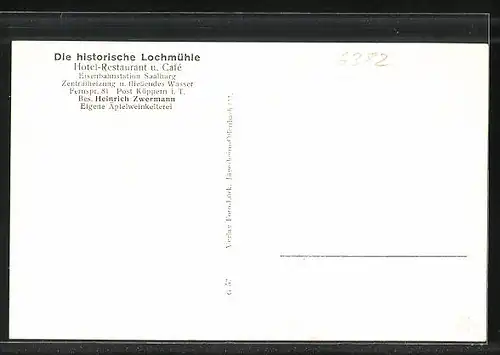 Die historische Lochmühle
Hotel-Restaurant u. Café
Eisenbahnstation Saalburg
Zentralheizung u. fließendes Wasser
Fernspr. 81 Post Köppern i. T.
Bes. Heinrich Zwermann
Eigene Apfelweinkelterei
6382
Verlag